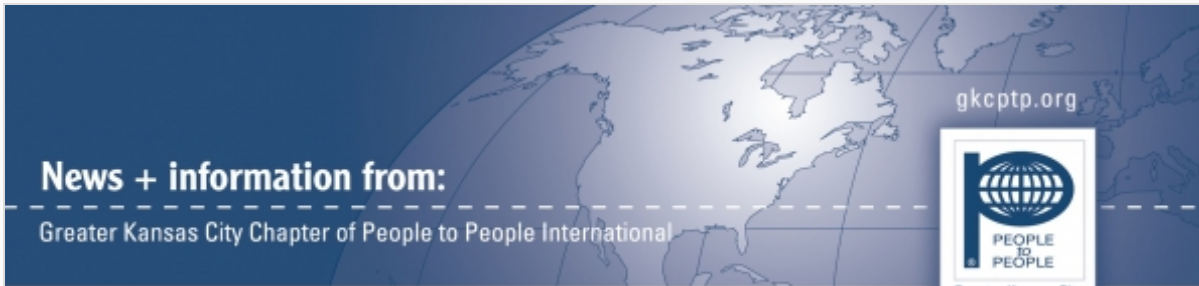 gkcptp.org
News + information from:
Greater Kansas City Chapter of People to People International
PEOPLE
to
PEOPLE
®